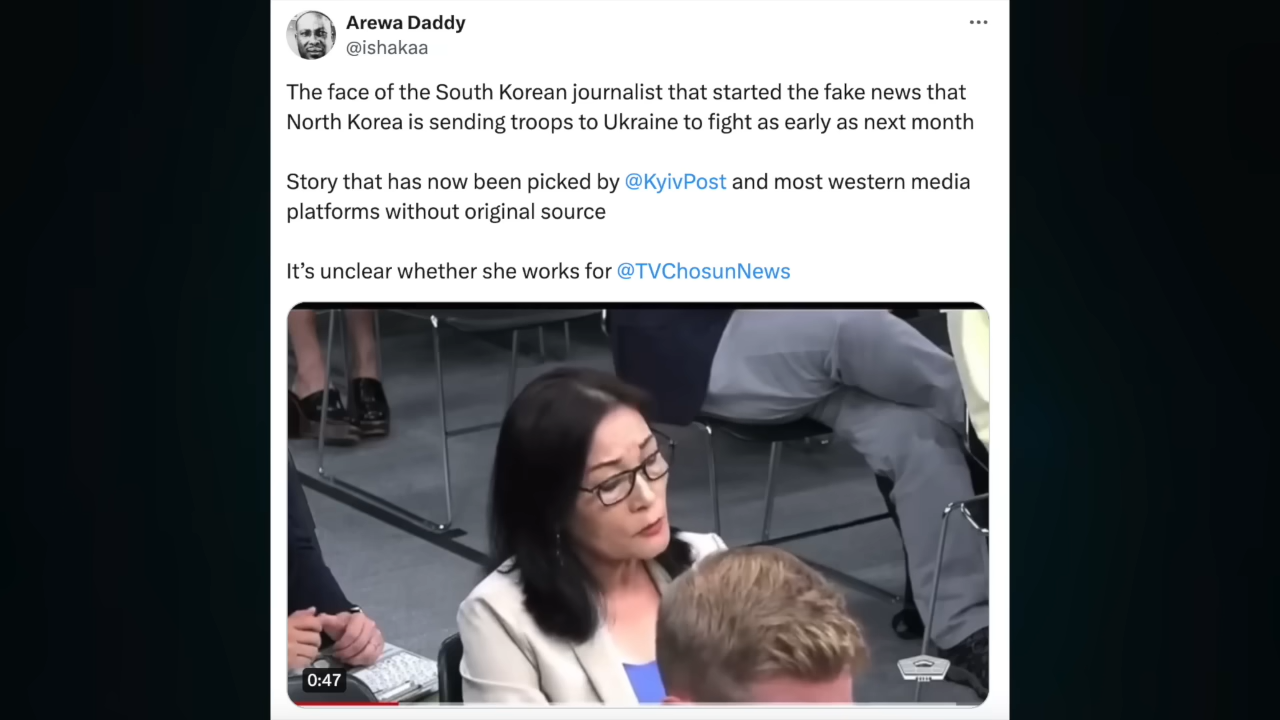 Arewa Daddy
@ishakaa
The face of the South Korean journalist that started the fake news that
North Korea is sending troops to Ukraine to fight as early as next month
Story that has now been picked by @KyivPost and most western media
platforms without original source
It’s unclear whether she works for @TVChosunNews
0:47